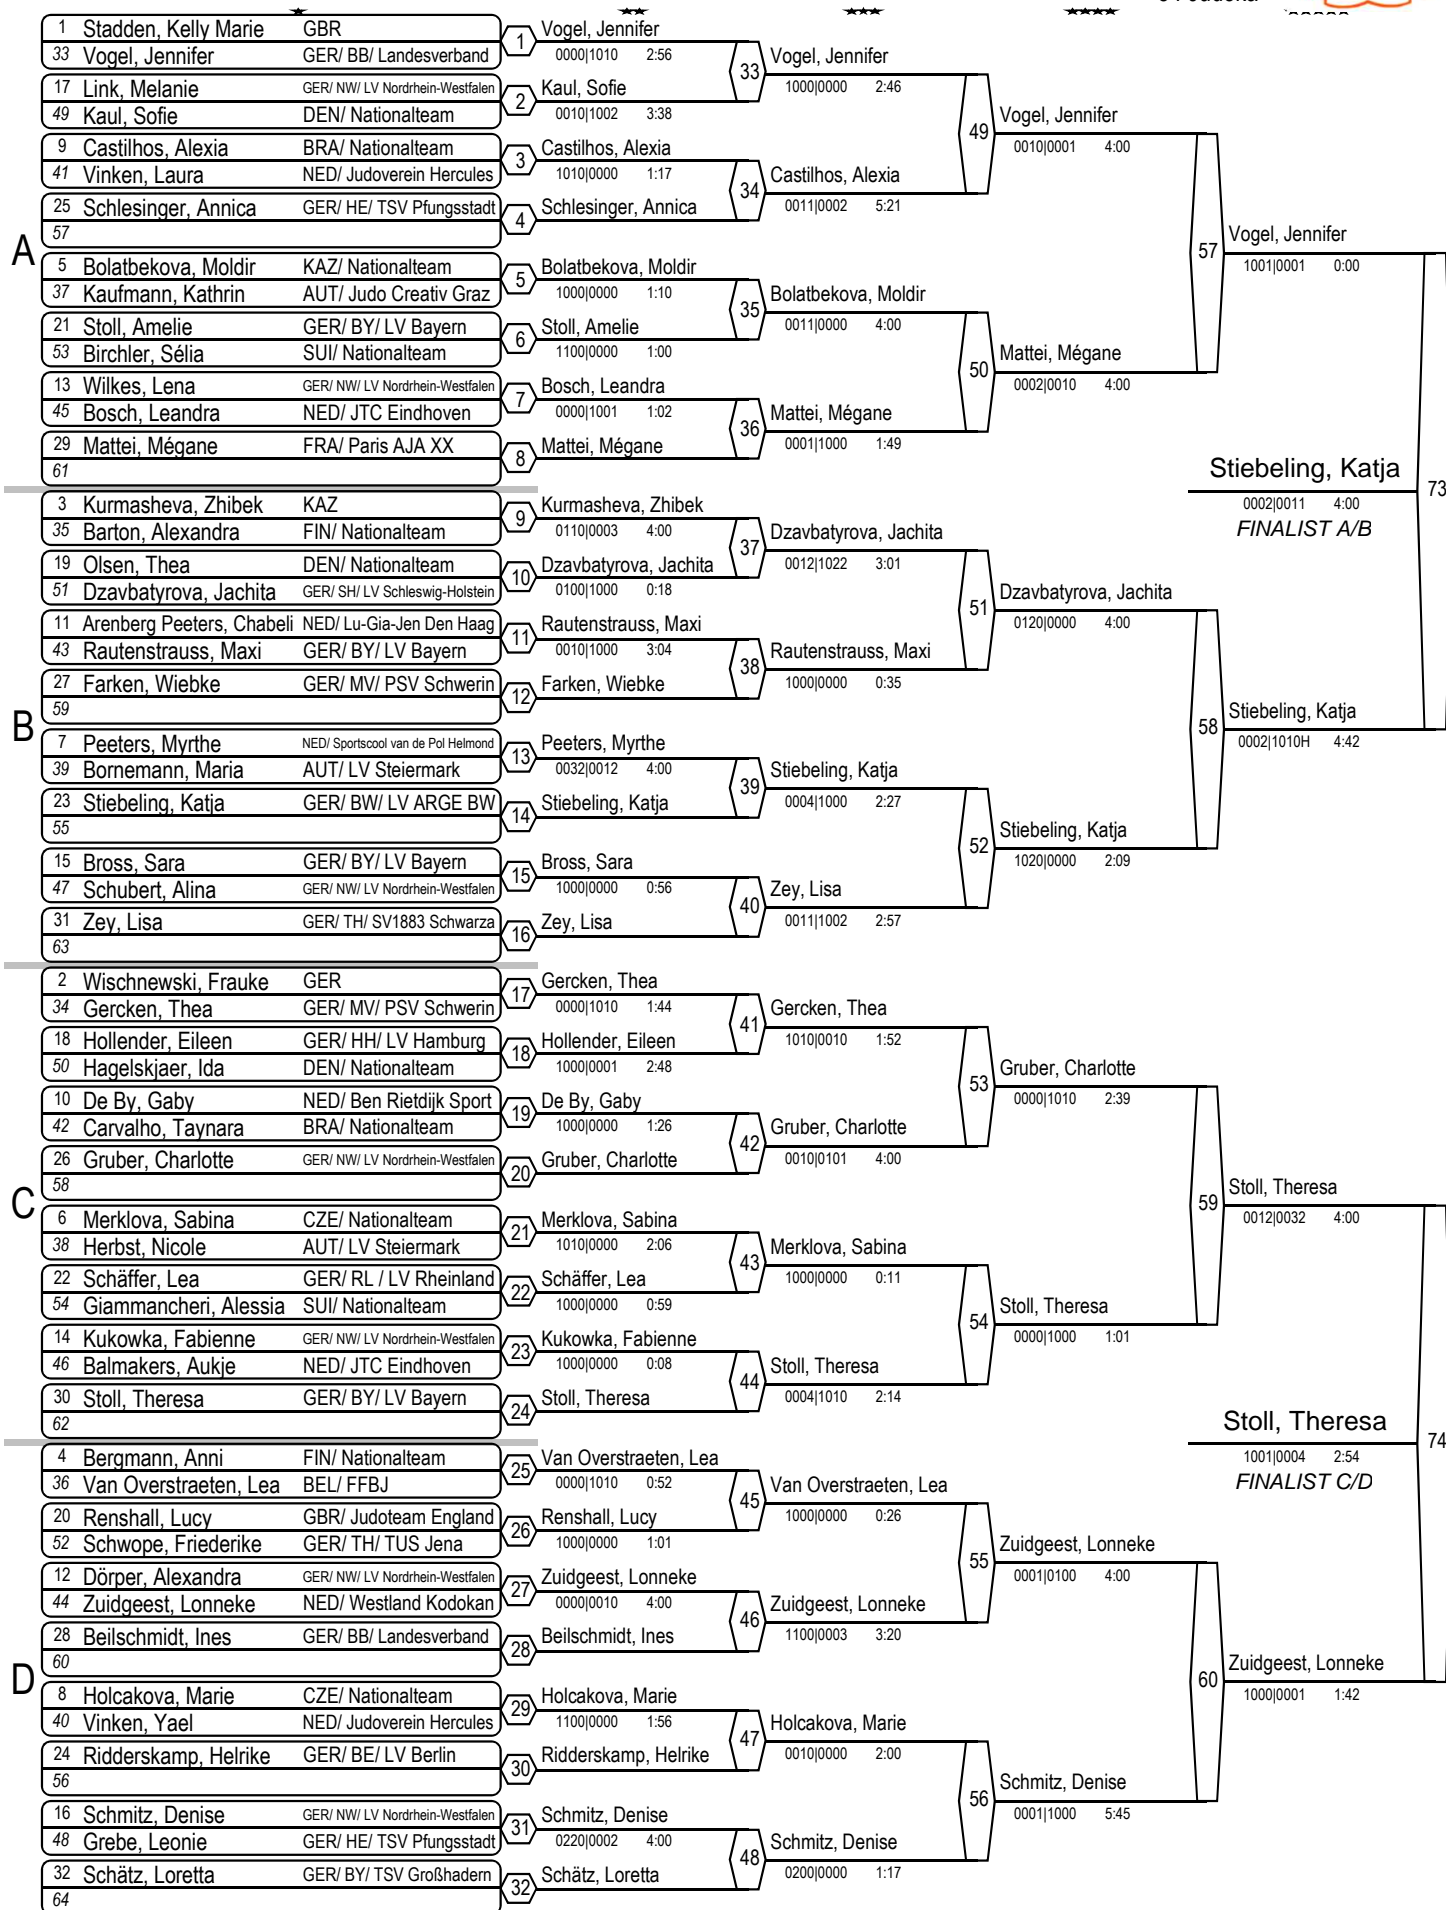 1 Stadden, Kelly Marie GBR
33 Vogel, Jennifer GER/ BB/ Landesverband
17 Link, Melanie GER/ NW/ LV Nordrhein-Westfalen
49 Kaul, Sofie DEN/ Nationalteam
9 Castilhos, Alexia BRA/ Nationalteam
41 Vinken, Laura NED/ Judoverein Hercules
25 Schlesinger, Annica GER/ HE/ TSV Pfungsstadt
57
A
5 Bolatbekova, Moldir KAZ/ Nationalteam
37 Kaufmann, Kathrin AUT/ Judo Creativ Graz
21 Stoll, Amelie GER/ BY/ LV Bayern
53 Birchler, Sélia SUI/ Nationalteam
13 Wilkes, Lena GER/ NW/ LV Nordrhein-Westfalen
45 Bosch, Leandra NED/ JTC Eindhoven
29 Mattei, Mégane FRA/ Paris AJA XX
61
3 Kurmasheva, Zhibek KAZ
35 Barton, Alexandra FIN/ Nationalteam
19 Olsen, Thea DEN/ Nationalteam
51 Dzavbatyrova, Jachita GER/ SH/ LV Schleswig-Holstein
11 Arenberg Peeters, Chabeli NED/ Lu-Gia-Jen Den Haag
43 Rautenstrauss, Maxi GER/ BY/ LV Bayern
27 Farken, Wiebke GER/ MV/ PSV Schwerin
59
B
7 Peeters, Myrthe NED/ Sportscool van de Pol Helmond
39 Bornemann, Maria AUT/ LV Steiermark
23 Stiebeling, Katja GER/ BW/ LV ARGE BW
55
15 Bross, Sara GER/ BY/ LV Bayern
47 Schubert, Alina GER/ NW/ LV Nordrhein-Westfalen
31 Zey, Lisa GER/ TH/ SV1883 Schwarza
63
2 Wischnewski, Frauke GER
34 Gercken, Thea GER/ MV/ PSV Schwerin
18 Hollender, Eileen GER/ HH/ LV Hamburg
50 Hagelskjaer, Ida DEN/ Nationalteam
10 De By, Gaby NED/ Ben Rietdijk Sport
42 Carvalho, Taynara BRA/ Nationalteam
26 Gruber, Charlotte GER/ NW/ LV Nordrhein-Westfalen
58
C
6 Merklova, Sabina CZE/ Nationalteam
38 Herbst, Nicole AUT/ LV Steiermark
22 Schäffer, Lea GER/ RL / LV Rheinland
54 Giammancheri, Alessia SUI/ Nationalteam
14 Kukowka, Fabienne GER/ NW/ LV Nordrhein-Westfalen
46 Balmakers, Aukje NED/ JTC Eindhoven
30 Stoll, Theresa GER/ BY/ LV Bayern
62
4 Bergmann, Anni FIN/ Nationalteam
36 Van Overstraeten, Lea BEL/ FFBJ
20 Renshall, Lucy GBR/ Judoteam England
52 Schwope, Friederike GER/ TH/ TUS Jena
12 Dörper, Alexandra GER/ NW/ LV Nordrhein-Westfalen
44 Zuidgeest, Lonneke NED/ Westland Kodokan
28 Beilschmidt, Ines GER/ BB/ Landesverband
60
D
8 Holcakova, Marie CZE/ Nationalteam
40 Vinken, Yael NED/ Judoverein Hercules
24 Ridderskamp, Helrike GER/ BE/ LV Berlin
56
16 Schmitz, Denise GER/ NW/ LV Nordrhein-Westfalen
48 Grebe, Leonie GER/ HE/ TSV Pfungsstadt
32 Schätz, Loretta GER/ BY/ TSV Großhadern
64
1 Vogel, Jennifer
0000|1010 2:56
2 Kaul, Sofie
0010|1002 3:38
3 Castilhos, Alexia
1010|0000 1:17
4 Schlesinger, Annica
5 Bolatbekova, Moldir
1000|0000 1:10
6 Stoll, Amelie
1100|0000 1:00
7 Bosch, Leandra
0000|1001 1:02
8 Mattei, Mégane
9 Kurmasheva, Zhibek
0110|0003 4:00
10 Dzavbatyrova, Jachita
0100|1000 0:18
11 Rautenstrauss, Maxi
0010|1000 3:04
12 Farken, Wiebke
13 Peeters, Myrthe
0032|0012 4:00
14 Stiebeling, Katja
15 Bross, Sara
1000|0000 0:56
16 Zey, Lisa
17 Gercken, Thea
0000|1010 1:44
18 Hollender, Eileen
1000|0001 2:48
19 De By, Gaby
1000|0000 1:26
20 Gruber, Charlotte
21 Merklova, Sabina
1010|0000 2:06
22 Schäffer, Lea
1000|0000 0:59
23 Kukowka, Fabienne
1000|0000 0:08
24 Stoll, Theresa
25 Van Overstraeten, Lea
0000|1010 0:52
26 Renshall, Lucy
1000|0000 1:01
27 Zuidgeest, Lonneke
0000|0010 4:00
28 Beilschmidt, Ines
29 Holcakova, Marie
1100|0000 1:56
30 Ridderskamp, Helrike
31 Schmitz, Denise
0220|0002 4:00
32 Schätz, Loretta
33 Vogel, Jennifer
1000|0000 2:46
34 Castilhos, Alexia
0011|0002 5:21
35 Bolatbekova, Moldir
0011|0000 4:00
36 Mattei, Mégane
0001|1000 1:49
37 Dzavbatyrova, Jachita
0012|1022 3:01
38 Rautenstrauss, Maxi
1000|0000 0:35
39 Stiebeling, Katja
0004|1000 2:27
40 Zey, Lisa
0011|1002 2:57
41 Gercken, Thea
1010|0010 1:52
42 Gruber, Charlotte
0010|0101 4:00
43 Merklova, Sabina
1000|0000 0:11
44 Stoll, Theresa
0004|1010 2:14
45 Van Overstraeten, Lea
1000|0000 0:26
46 Zuidgeest, Lonneke
1100|0003 3:20
47 Holcakova, Marie
0010|0000 2:00
48 Schmitz, Denise
0200|0000 1:17
49 Vogel, Jennifer
0010|0001 4:00
50 Mattei, Mégane
0002|0010 4:00
51 Dzavbatyrova, Jachita
0120|0000 4:00
52 Stiebeling, Katja
1020|0000 2:09
53 Gruber, Charlotte
0000|1010 2:39
54 Stoll, Theresa
0000|1000 1:01
55 Zuidgeest, Lonneke
0001|0100 4:00
56 Schmitz, Denise
0001|1000 5:45
57 Vogel, Jennifer
1001|0001 0:00
58 Stiebeling, Katja
0002|1010H 4:42
59 Stoll, Theresa
0012|0032 4:00
60 Zuidgeest, Lonneke
1000|0001 1:42
Stiebeling, Katja
73
0002|0011 4:00
FINALIST A/B
Stoll, Theresa
74
1001|0004 2:54
FINALIST C/D